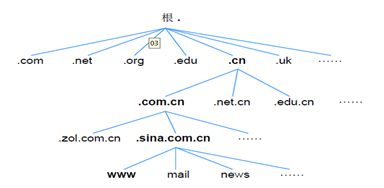 根 .
03
.com .net .org .edu .cn .uk ······
.com.cn .net.cn .edu.cn ······
.zol.com.cn .sina.com.cn ······
www mail news ······